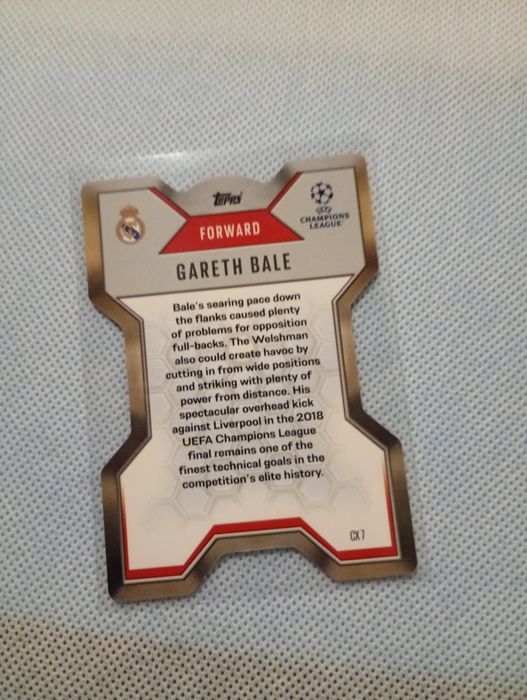 Topps
FORWARD
UEFA
CHAMPIONS
LEAGUE
GARETH BALE
Bale's searing pace down
the flanks caused plenty
of problems for opposition
full-backs. The Welshman
also could create havoc by
cutting in from wide positions
and striking with plenty of
power from distance. His
spectacular overhead kick
against Liverpool in the 2018
UEFA Champions League
final remains one of the
finest technical goals in the
competition's elite history.
CX 7